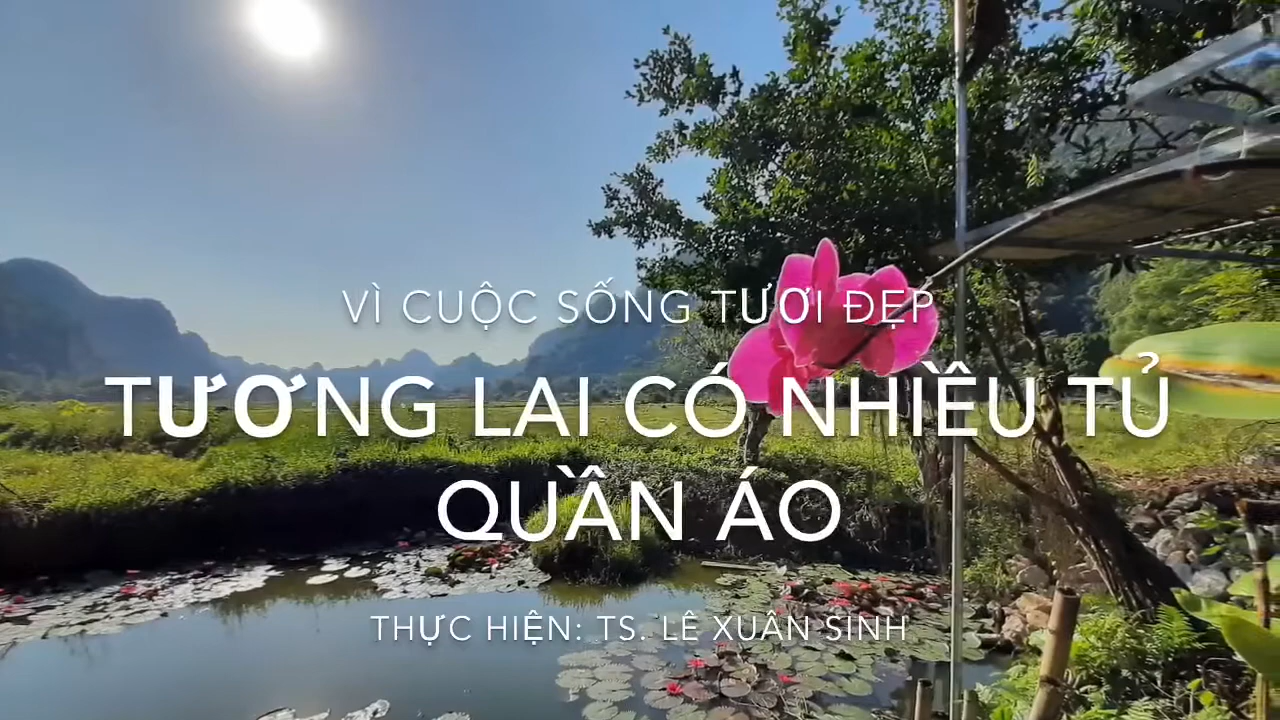 VÌ CUỘC SỐNG TƯƠI ĐẸP
TƯƠNG LAI CÓ NHIỀU TỦ
QUẦN ÁO
THỰC HIỆN: TS. LÊ XUÂN SINH